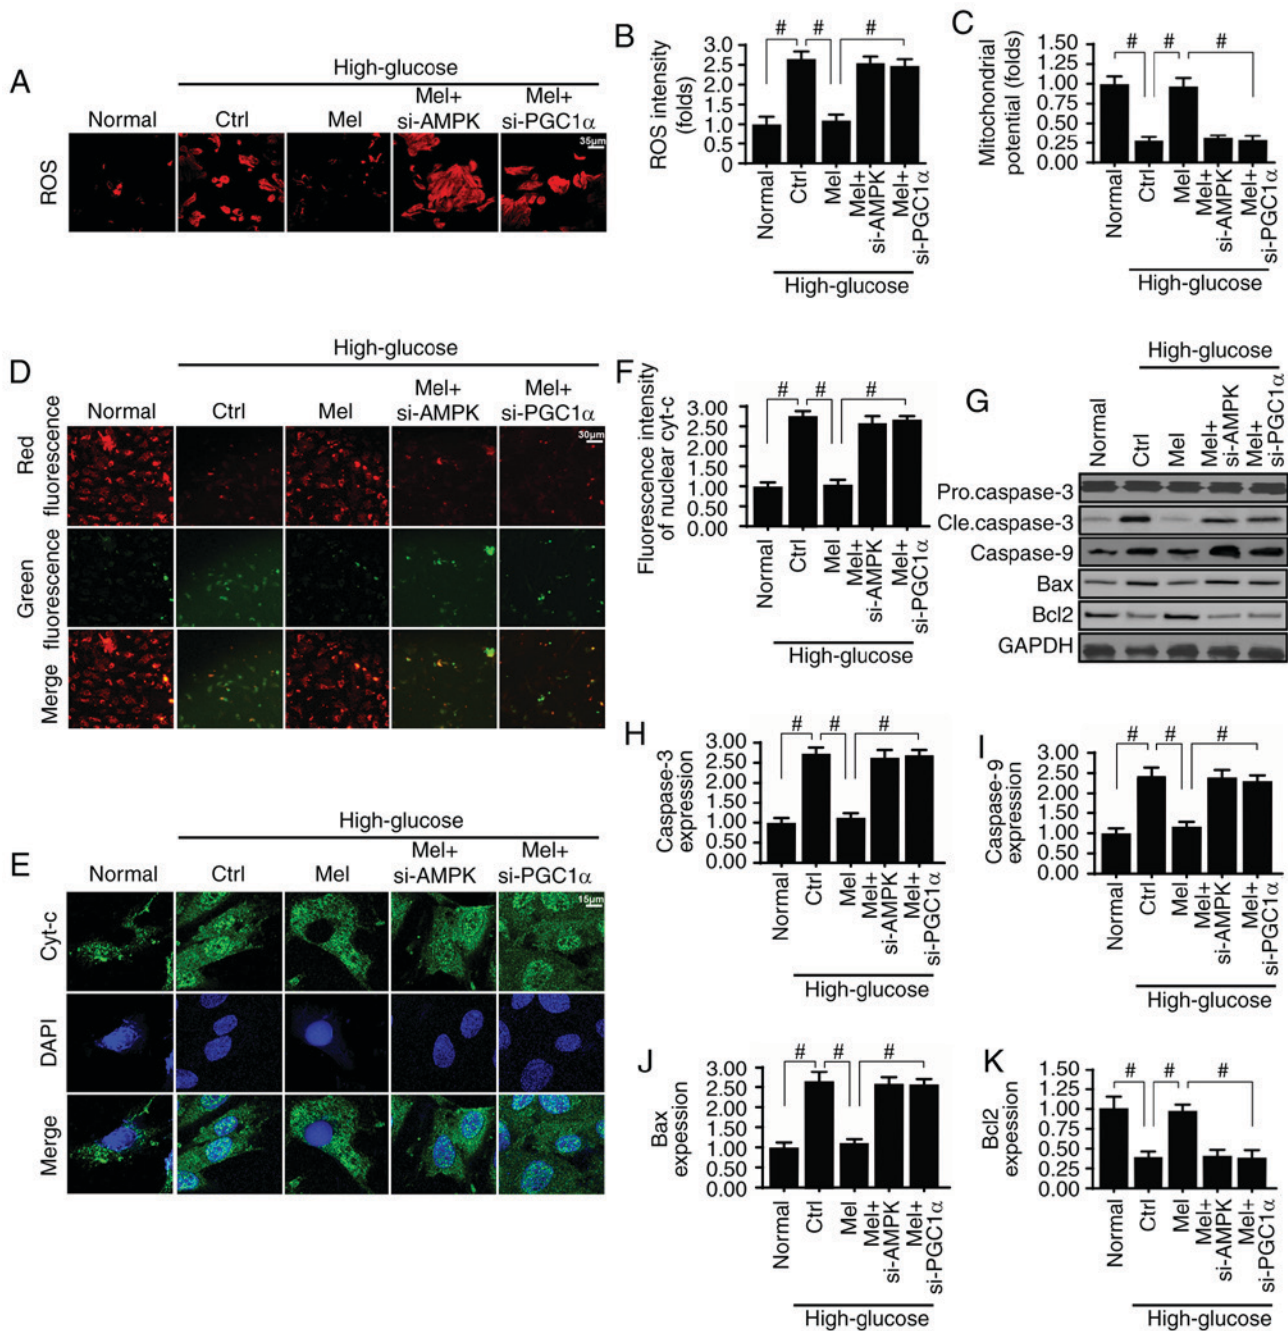 A
High-glucose
Normal
Ctrl
Mel
Mel+
si-AMPK
Mel+
si-PGC1α
ROS
35μm
B
ROS intensity
(folds)
3.0
2.5
2.0
1.5
1.0
0.5
0
# # #
Normal
Ctrl
Mel
Mel+
si-AMPK
Mel+
si-PGC1α
High-glucose
C
Mitochondrial
potential (folds)
1.50
1.25
1.00
0.75
0.50
0.25
0.00
# # #
Normal
Ctrl
Mel
Mel+
si-AMPK
Mel+
si-PGC1α
High-glucose
D
High-glucose
Normal
Ctrl
Mel
Mel+
si-AMPK
Mel+
si-PGC1α
Red
fluorescence
Green
fluorescence
Merge
30μm
E
High-glucose
Normal
Ctrl
Mel
Mel+
si-AMPK
Mel+
si-PGC1α
Cyt-c
DAPI
Merge
15μm
F
Fluorescence intensity
of nuclear cyt-c
3.00
2.50
2.00
1.50
1.00
0.50
0.00
# # #
Normal
Ctrl
Mel
Mel+
si-AMPK
Mel+
si-PGC1α
High-glucose
G
High-glucose
Normal
Ctrl
Mel
Mel+
si-AMPK
Mel+
si-PGC1α
Pro.caspase-3
Cle.caspase-3
Caspase-9
Bax
Bcl2
GAPDH
H
Caspase-3
expression
3.00
2.50
2.00
1.50
1.00
0.50
0.00
# # #
Normal
Ctrl
Mel
Mel+
si-AMPK
Mel+
si-PGC1α
High-glucose
I
Caspase-9
expression
3.00
2.50
2.00
1.50
1.00
0.50
0.00
# # #
Normal
Ctrl
Mel
Mel+
si-AMPK
Mel+
si-PGC1α
High-glucose
J
Bax
expession
3.00
2.50
2.00
1.50
1.00
0.50
0.00
# # #
Normal
Ctrl
Mel
Mel+
si-AMPK
Mel+
si-PGC1α
High-glucose
K
Bcl2
expession
1.50
1.25
1.00
0.75
0.50
0.25
0.00
# # #
Normal
Ctrl
Mel
Mel+
si-AMPK
Mel+
si-PGC1α
High-glucose